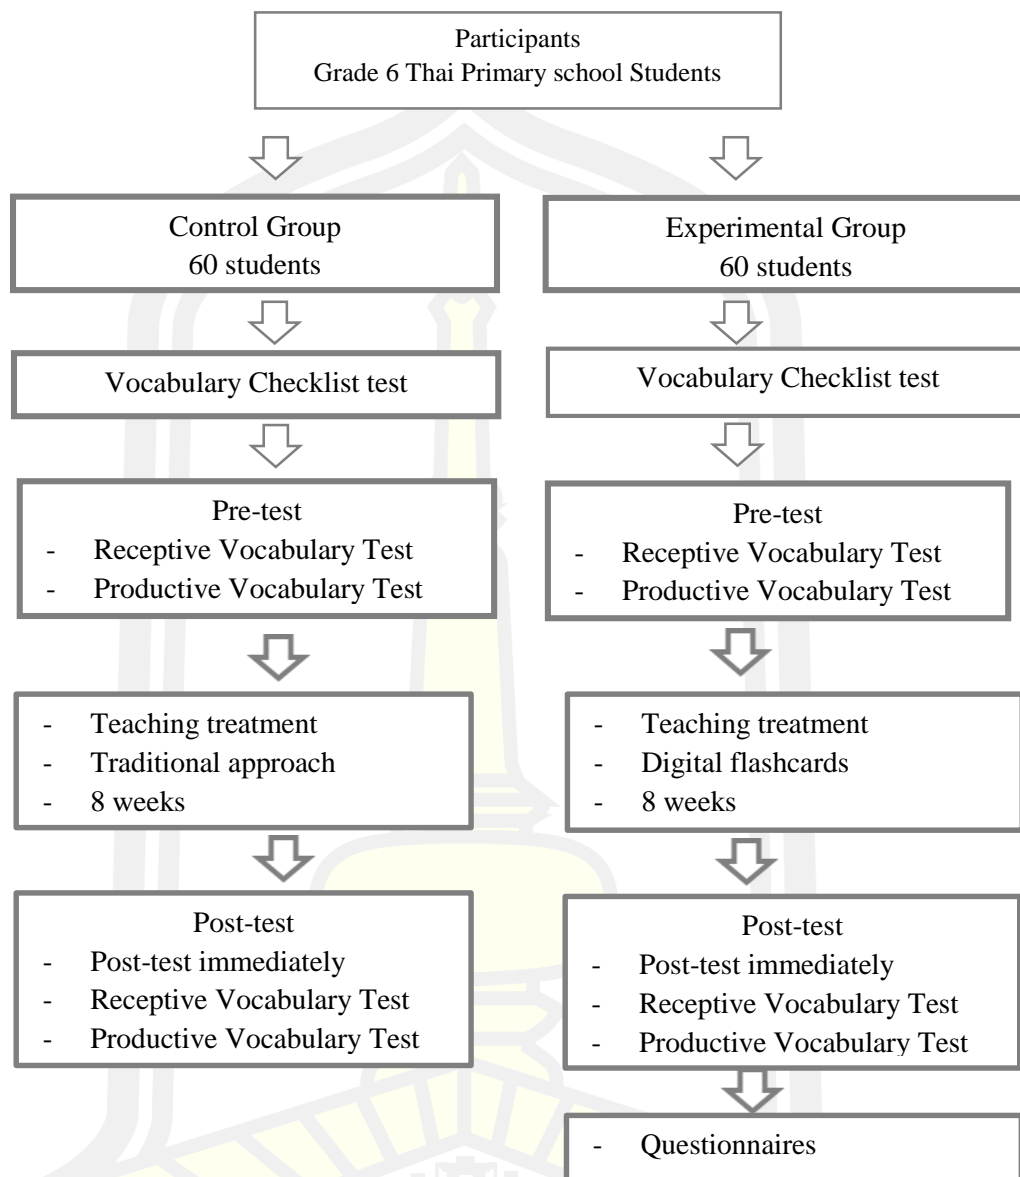 Participants
Grade 6 Thai Primary school Students
Control Group
60 students
Experimental Group
60 students
Vocabulary Checklist test
Vocabulary Checklist test
Pre-test
- Receptive Vocabulary Test
- Productive Vocabulary Test
Pre-test
- Receptive Vocabulary Test
- Productive Vocabulary Test
- Teaching treatment
- Traditional approach
- 8 weeks
- Teaching treatment
- Digital flashcards
- 8 weeks
Post-test
- Post-test immediately
- Receptive Vocabulary Test
- Productive Vocabulary Test
Post-test
- Post-test immediately
- Receptive Vocabulary Test
- Productive Vocabulary Test
- Questionnaires